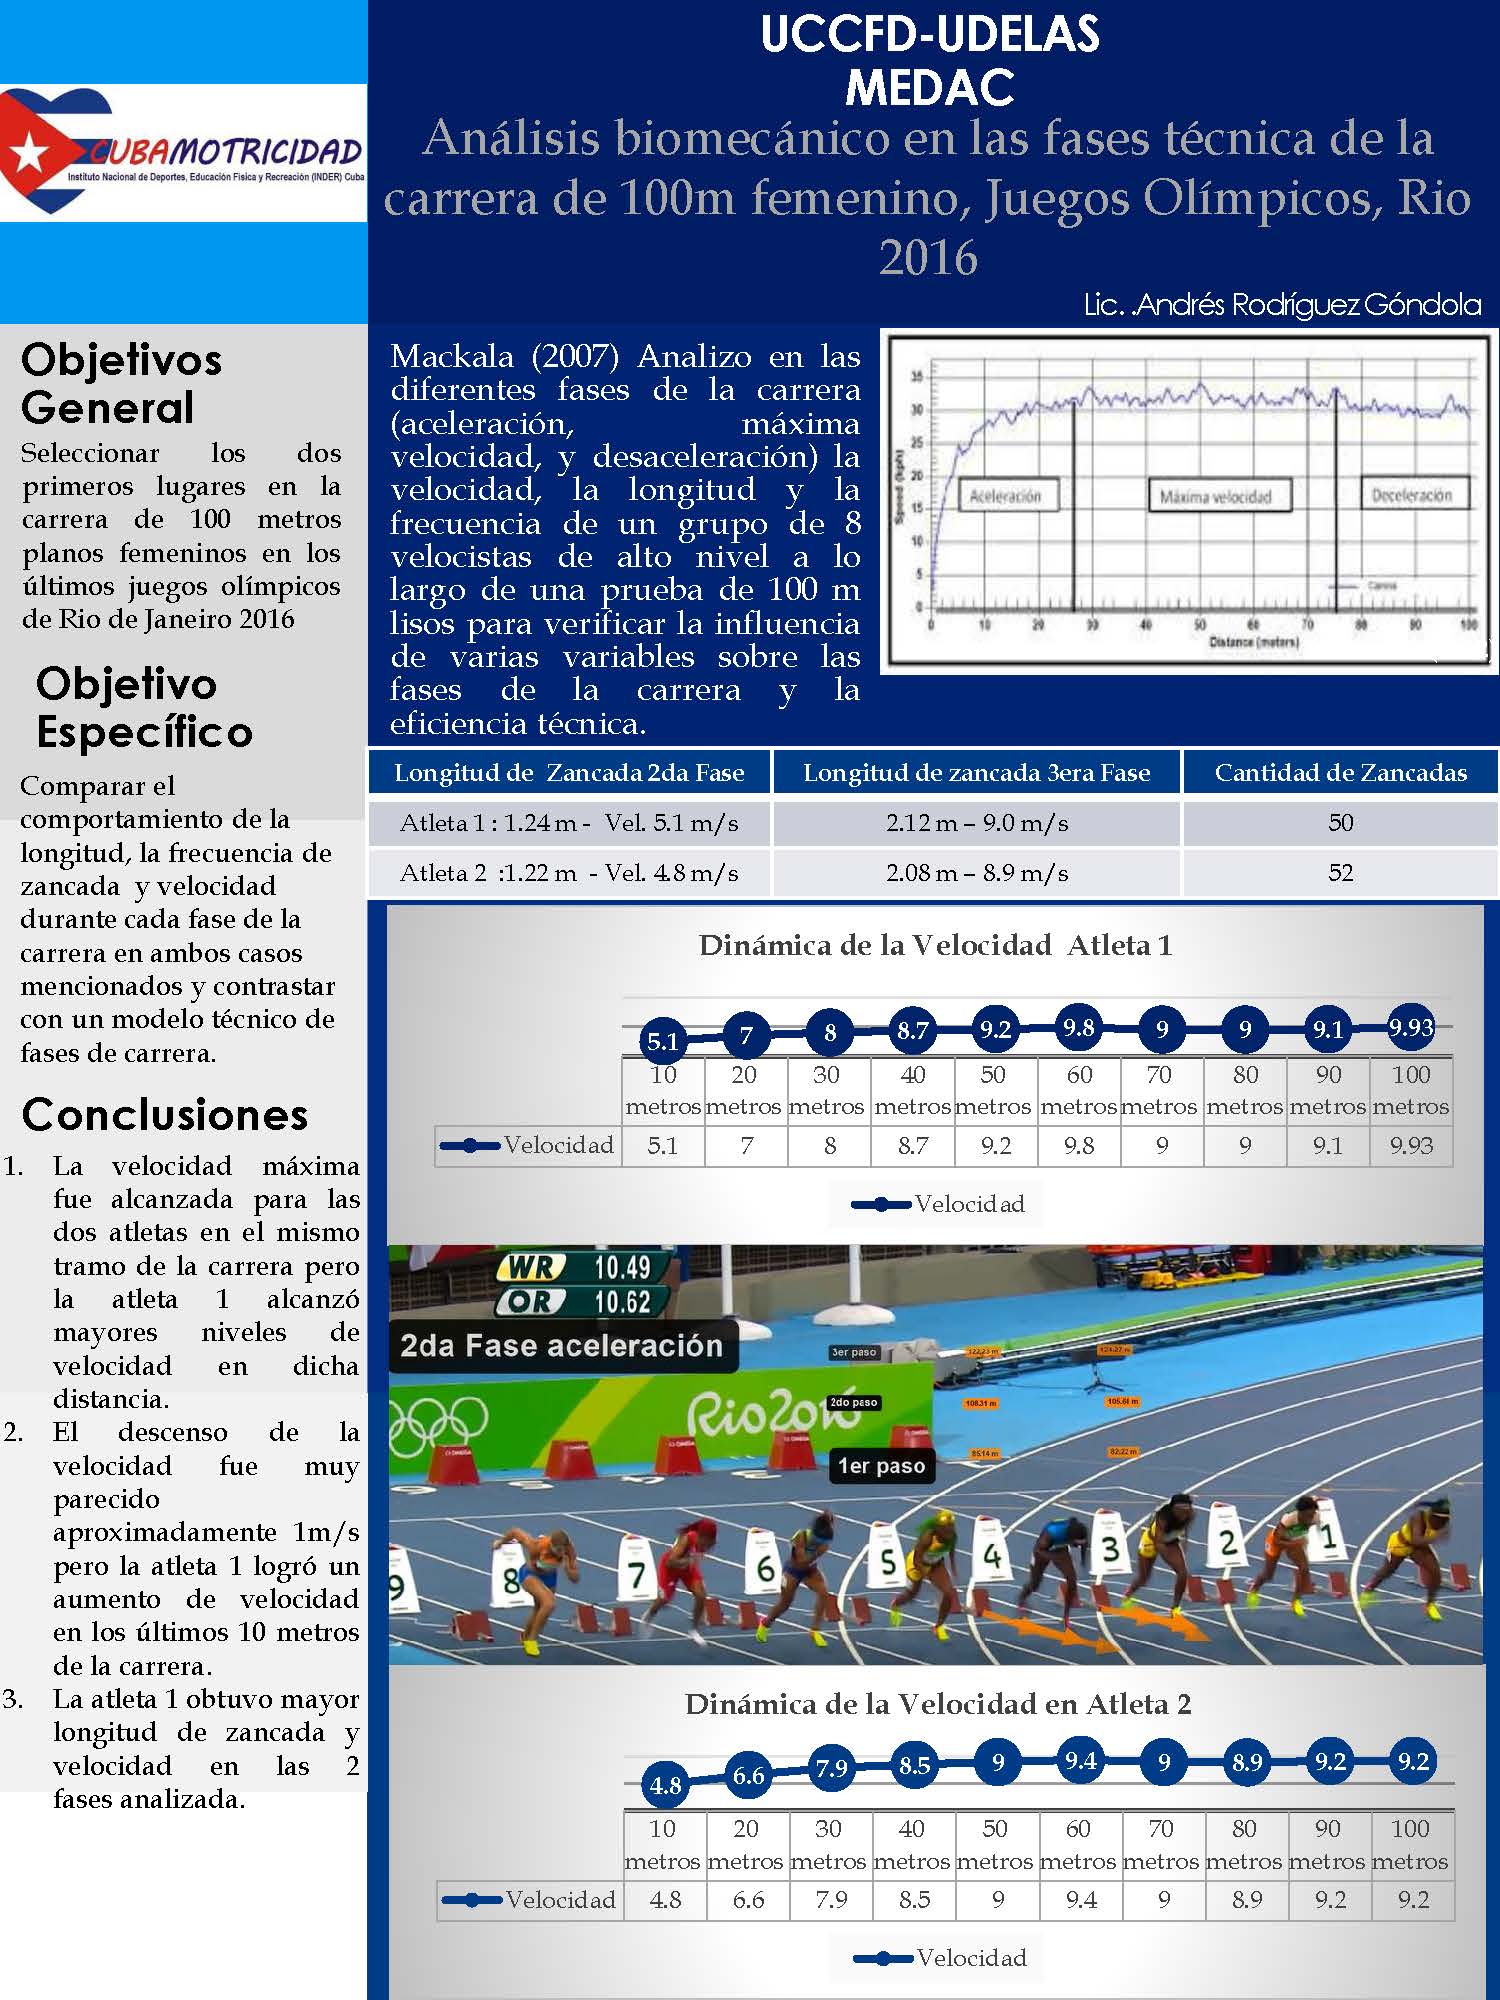 UCCFD-UDELAS
MEDAC
Análisis biomecánico en las fases técnica de la
carrera de 100m femenino, Juegos Olímpicos, Rio
2016
Lic. .Andrés Rodríguez Góndola
CUBAMOTRICIDAD
Instituto Nacional de Deportes, Educación Física y Recreación (INDER) Cuba
Objetivos
General
Seleccionar los dos
primeros lugares en la
carrera de 100 metros
planos femeninos en los
últimos juegos olímpicos
de Rio de Janeiro 2016
Objetivo
Específico
Comparar el
comportamiento de la
longitud, la frecuencia de
zancada y velocidad
durante cada fase de la
carrera en ambos casos
mencionados y contrastar
con un modelo técnico de
fases de carrera.
Conclusiones
1. La velocidad máxima
fue alcanzada para las
dos atletas en el mismo
tramo de la carrera pero
la atleta 1 alcanzó
mayores niveles de
velocidad en dicha
distancia.
2. El descenso de la
velocidad fue muy
parecido
aproximadamente 1m/s
pero la atleta 1 logró un
aumento de velocidad
en los últimos 10 metros
de la carrera.
3. La atleta 1 obtuvo mayor
longitud de zancada y
velocidad en las 2
fases analizada.
Mackala (2007) Analizo en las
diferentes fases de la carrera
(aceleración, máxima
velocidad, y desaceleración) la
velocidad, la longitud y la
frecuencia de un grupo de 8
velocistas de alto nivel a lo
largo de una prueba de 100 m
lisos para verificar la influencia
de varias variables sobre las
fases de la carrera y la
eficiencia técnica.
35
30
25
20
15
10
5
0
Speed (kph)
Aceleración Máxima velocidad Deceleración
0 10 20 30 40 50 60 70 80 90 100
Distance (meters)
Longitud de Zancada 2da Fase Longitud de zancada 3era Fase Cantidad de Zancadas
Atleta 1 : 1.24 m - Vel. 5.1 m/s 2.12 m – 9.0 m/s 50
Atleta 2 :1.22 m - Vel. 4.8 m/s 2.08 m – 8.9 m/s 52
Dinámica de la Velocidad Atleta 1
5.1 7 8 8.7 9.2 9.8 9 9 9.1 9.93
10 20 30 40 50 60 70 80 90 100
metros metros metros metros metros metros metros metros metros metros
Velocidad 5.1 7 8 8.7 9.2 9.8 9 9 9.1 9.93
Velocidad
WR 10.49
OR 10.62
2da Fase aceleración
3er paso 122.23 m 124.27 m
2do paso 108.31 m 105.61 m
Rio2016
1er paso 85.14 m 82.22 m
9 8 7 6 5 4 3 2 1
Dinámica de la Velocidad en Atleta 2
4.8 6.6 7.9 8.5 9 9.4 9 8.9 9.2 9.2
10 20 30 40 50 60 70 80 90 100
metros metros metros metros metros metros metros metros metros metros
Velocidad 4.8 6.6 7.9 8.5 9 9.4 9 8.9 9.2 9.2
Velocidad